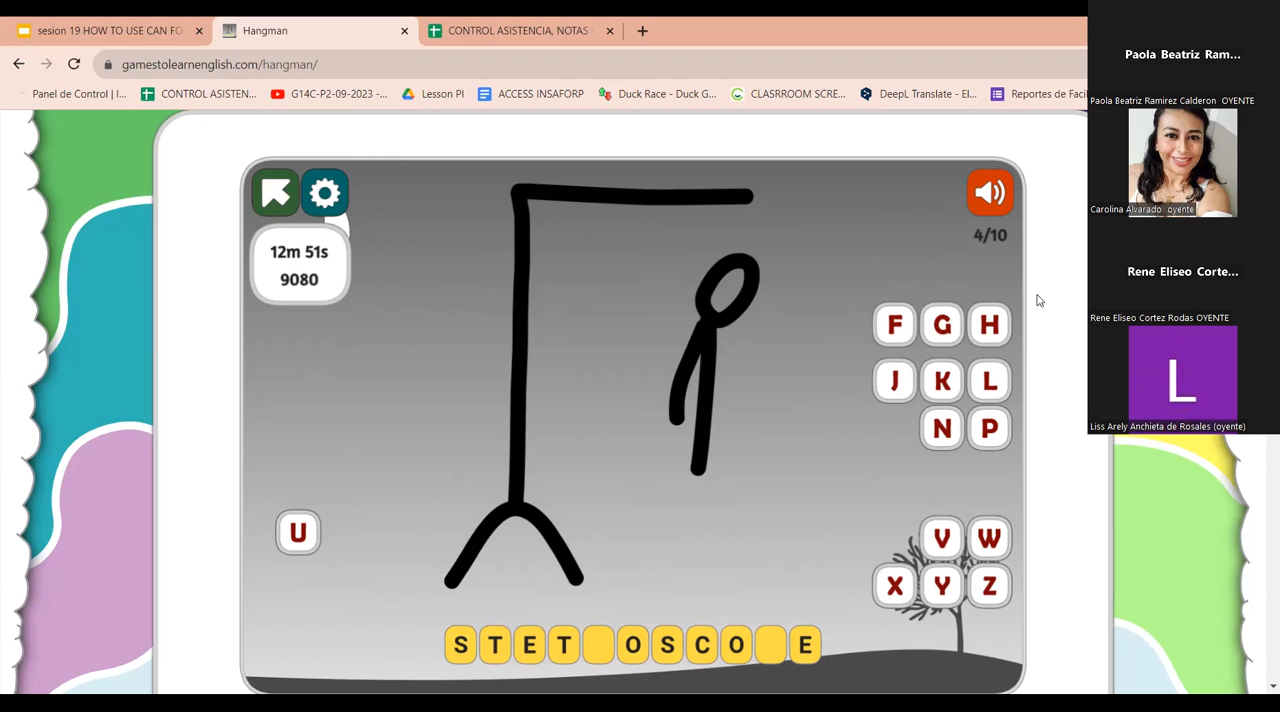 sesion 19 HOW TO USE CAN FO
Hangman
CONTROL ASISTENCIA, NOTAS
gamestolearnenglish.com/hangman/
Panel de Control | I...
CONTROL ASISTEN...
G14C-P2-09-2023 -...
Lesson PI
ACCESS INSAFORP
Duck Race - Duck G...
CLASRROOM SCRE...
DeepL Translate - El...
Reportes de Facil
Paola Beatriz Ram...
Paola Beatriz Ramirez Calderon OYENTE
Carolina Alvarado oyente
Rene Eliseo Corte...
Rene Eliseo Cortez Rodas OYENTE
L
Liss Arely Anchieta de Rosales (oyente)
12m 51s
9080
4/10
F G H
J K L
N P
U
V W
X Y Z
S T E T O S C O E